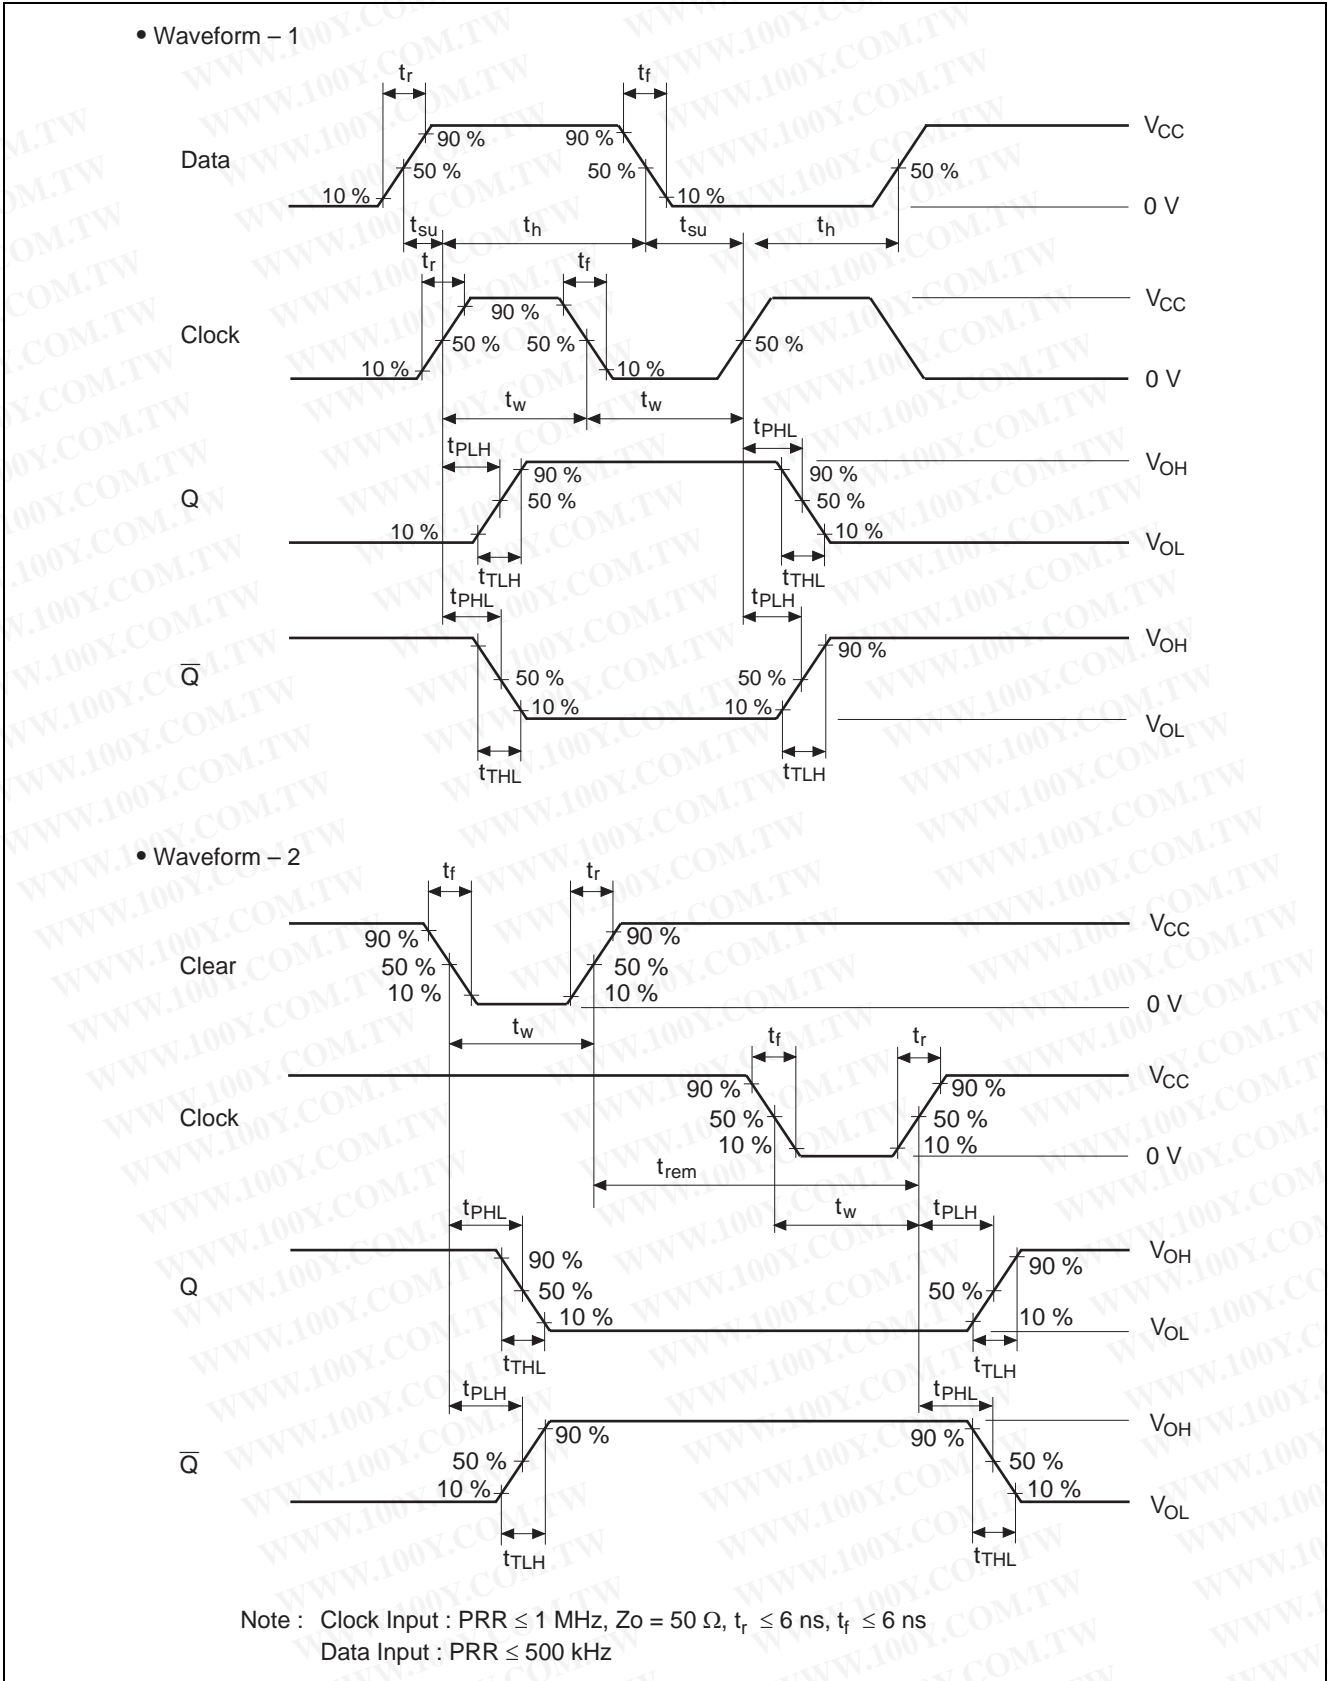 • Waveform – 1
tr tf
90 % 90 % VCC
Data 50 % 50 % 50 %
10 % 10 % 0 V
tsu th tsu th
tr tf
90 % VCC
Clock 50 % 50 % 50 %
10 % 10 % 0 V
tw tw
tPLH tPHL
90 % 90 % VOH
Q 50 % 50 %
10 % 10 % VOL
tTLH tTHL
tPHL tPLH
90 % VOH
Q 50 % 50 %
10 % 10 % VOL
tTHL tTLH
• Waveform – 2
tf tr
90 % 90 % VCC
Clear 50 % 50 %
10 % 10 % 0 V
tw tf tr
90 % 90 % VCC
Clock 50 % 50 %
10 % 10 % 0 V
trem
tPHL tw tPLH
90 % 90 % VOH
Q 50 % 50 %
10 % 10 % VOL
tTHL tTLH
tPLH tPHL
90 % 90 % VOH
Q 50 % 50 %
10 % 10 % VOL
tTLH tTHL
Note : Clock Input : PRR ≤ 1 MHz, Zo = 50 Ω, tr ≤ 6 ns, tf ≤ 6 ns
Data Input : PRR ≤ 500 kHz
WWW.100Y.COM.TW